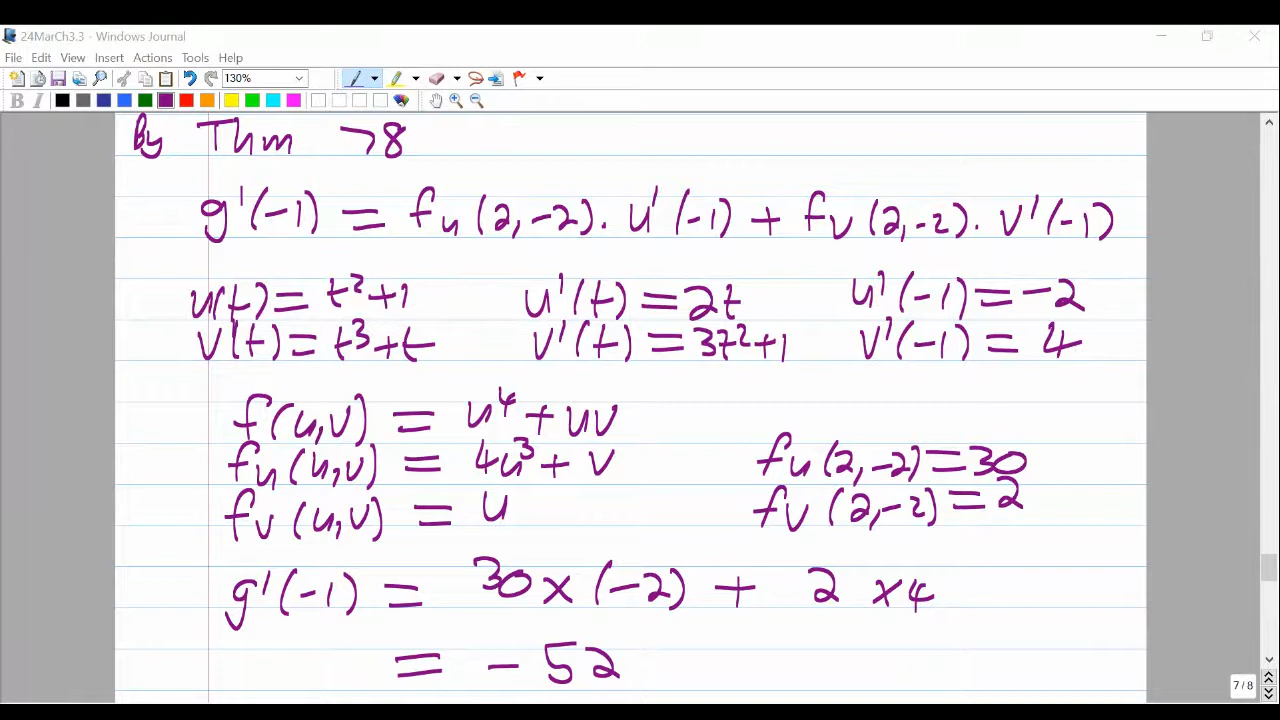 24MarCh3.3 - Windows Journal
File Edit View Insert Actions Tools Help
130%
B I
By Thm 78
g'(-1) = fu(2,-2). u'(-1) + fv(2,-2). v'(-1)
u(t) = t²+1 u'(t) = 2t u'(-1) = -2
v(t) = t³+t v'(t) = 3t²+1 v'(-1) = 4
f(u,v) = u⁴+uv
fu(u,v) = 4u³+v fu(2,-2)=30
fv(u,v) = u fv(2,-2)=2
g'(-1) = 30×(-2) + 2 ×4
= -52
7 / 8